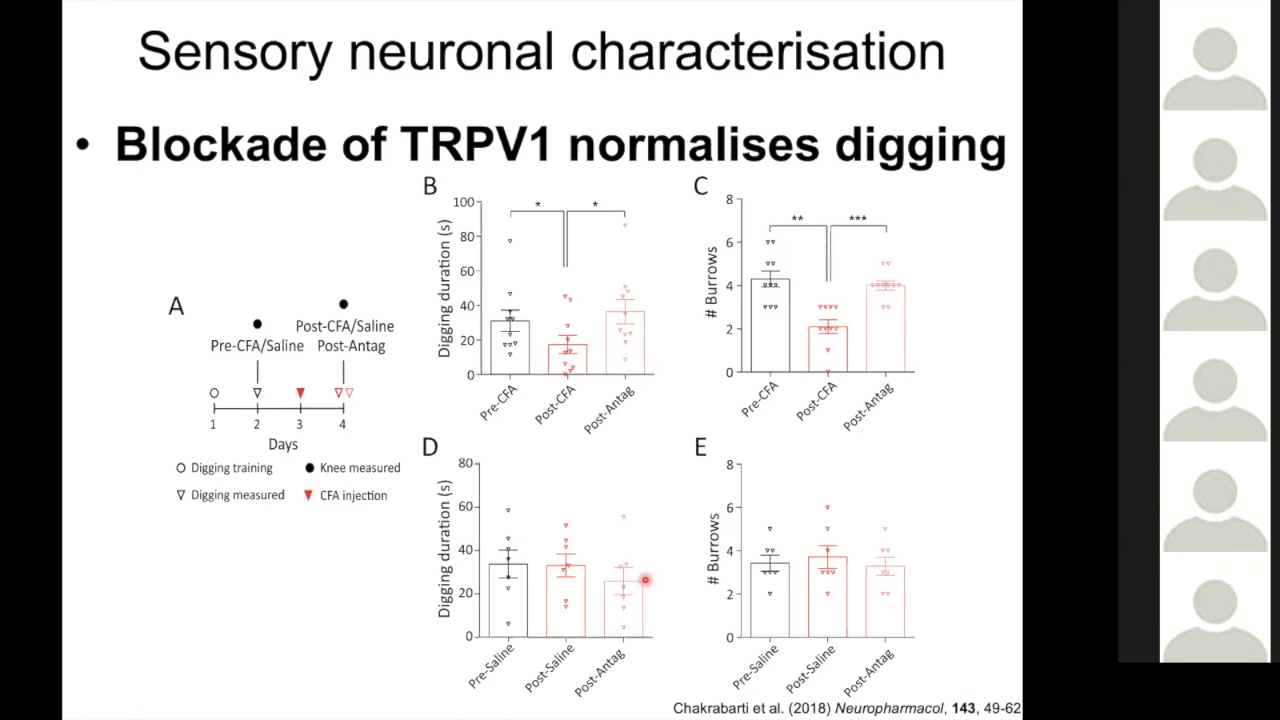 Sensory neuronal characterisation
• Blockade of TRPV1 normalises digging
A
Post-CFA/Saline
Pre-CFA/Saline Post-Antag
1 2 3 4
Days
Digging training Knee measured
Digging measured CFA injection
B
Digging duration (s)
100
80
60
40
20
0
* *
Pre-CFA Post-CFA Post-Antag
C
# Burrows
8
6
4
2
0
** ***
Pre-CFA Post-CFA Post-Antag
D
Digging duration (s)
80
60
40
20
0
Pre-Saline Post-Saline Post-Antag
E
# Burrows
8
6
4
2
0
Pre-Saline Post-Saline Post-Antag
Chakrabarti et al. (2018) Neuropharmacol, 143, 49-62